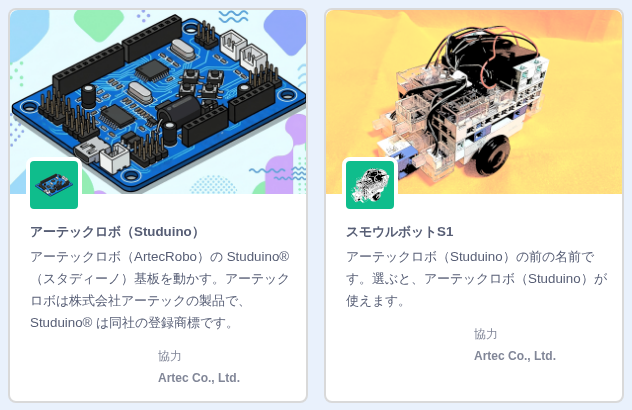 アーテックロボ（Studuino）
アーテックロボ（ArtecRobo）の Studuino®
（スタディーノ）基板を動かす。アーテック
ロボは株式会社アーテックの製品で、
Studuino® は同社の登録商標です。
協力
Artec Co., Ltd.
スモウルボットS1
アーテックロボ（Studuino）の前の名前で
す。選ぶと、アーテックロボ（Studuino）が
使えます。
協力
Artec Co., Ltd.